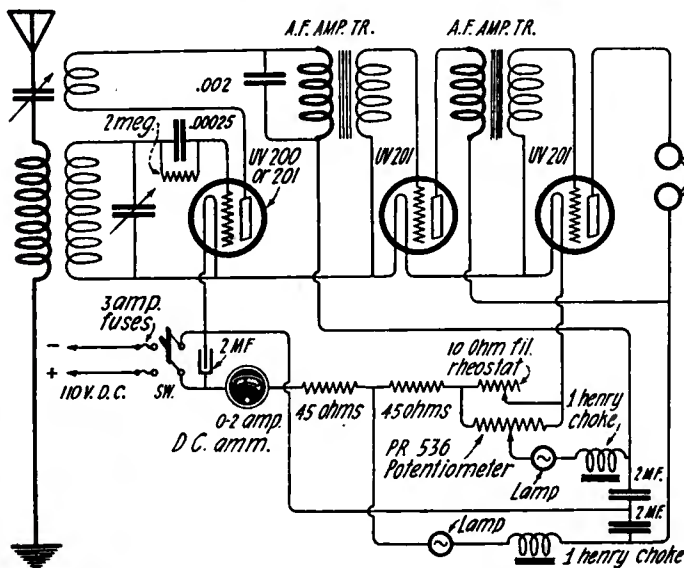 A.F. AMP. TR.
A.F. AMP. TR.
.002
2 meg.
.00025
UV 200
or 201
UV 201
UV 201
3 amp.
fuses
-
+
110 V. D.C.
SW.
2 MF
0-2 amp.
D.C. amm.
45 ohms
45 ohms
10 Ohm fil.
rheostat
PR 536
Potentiometer
1 henry
choke
Lamp
2 MF.
2 MF.
Lamp
1 henry choke